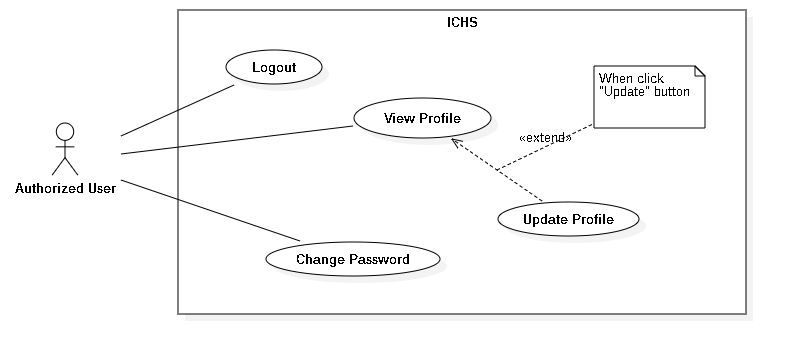 ICHS
Logout
When click
"Update" button
View Profile
«extend»
Authorized User
Update Profile
Change Password